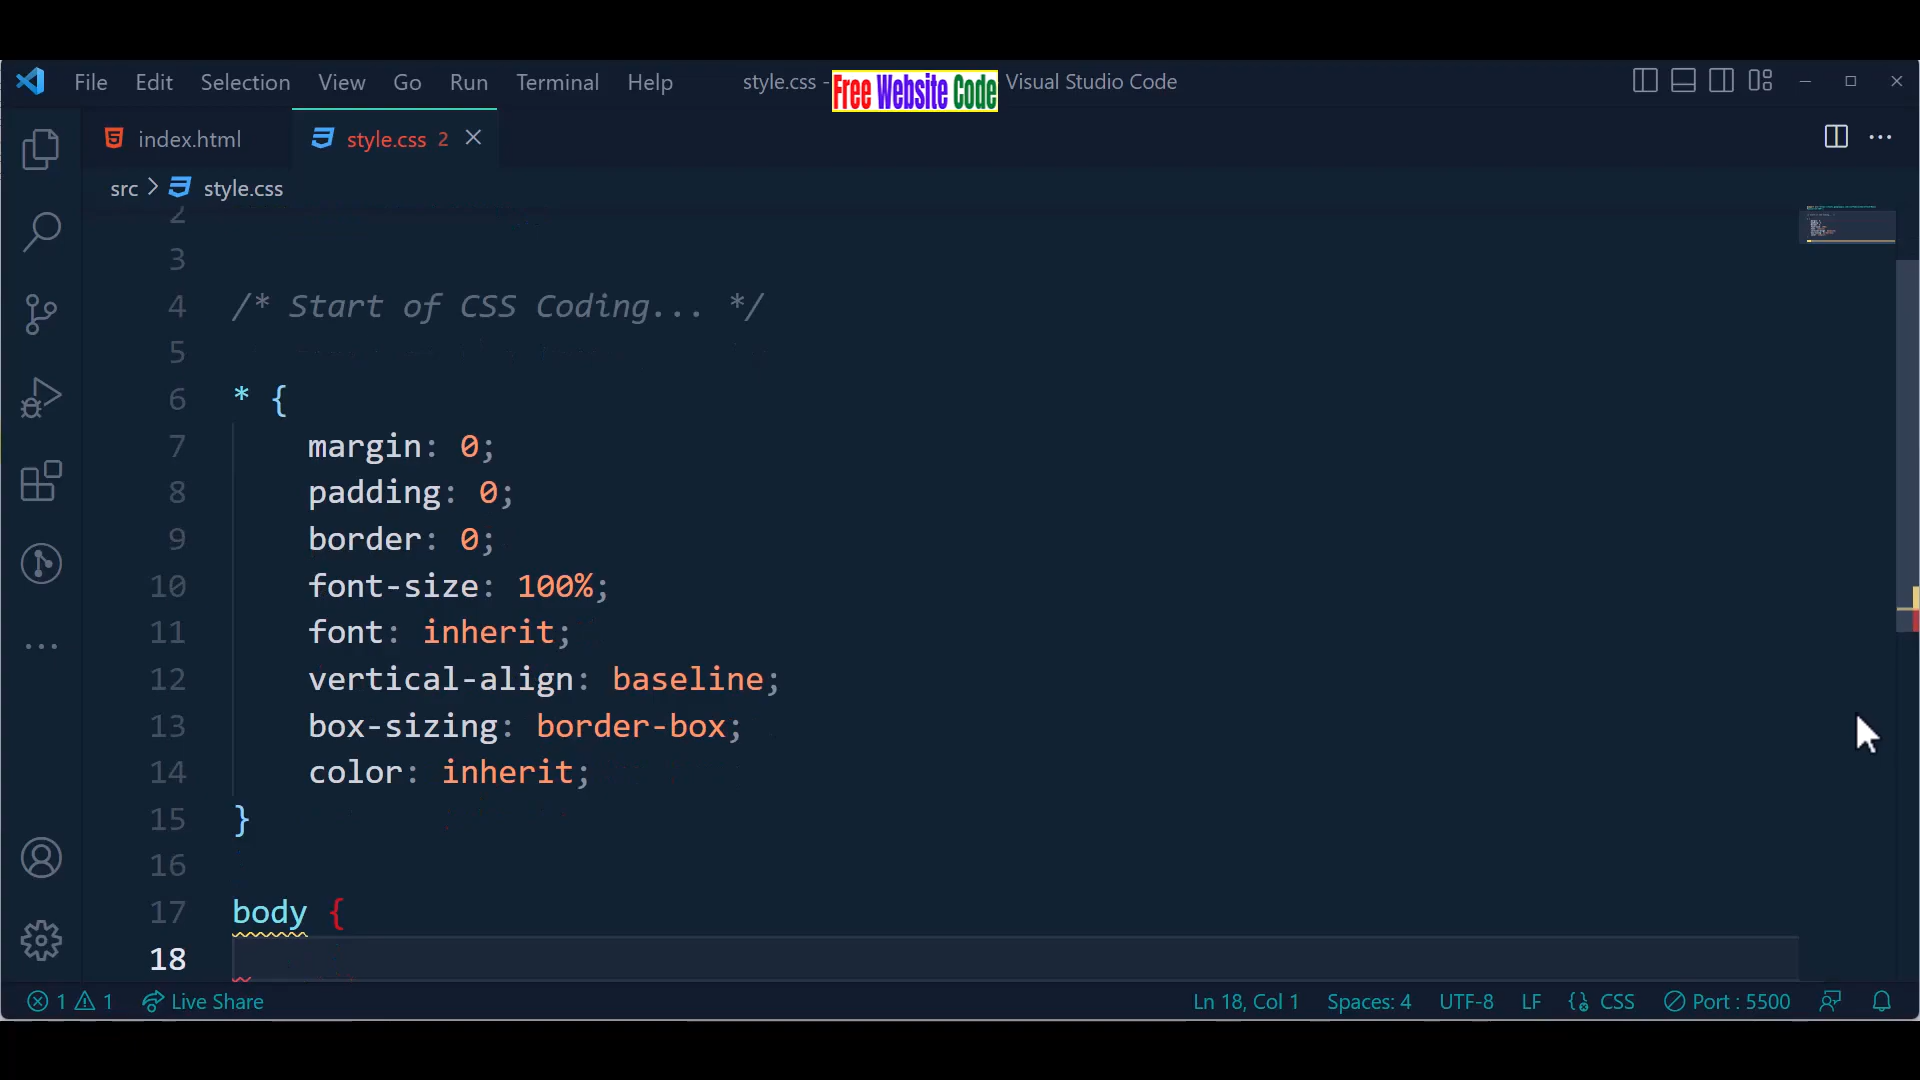 File Edit Selection View Go Run Terminal Help style.css - Free Website Code Visual Studio Code
index.html style.css 2
src > style.css
2
3
4 /* Start of CSS Coding... */
5
6 * {
7 margin: 0;
8 padding: 0;
9 border: 0;
10 font-size: 100%;
11 font: inherit;
12 vertical-align: baseline;
13 box-sizing: border-box;
14 color: inherit;
15 }
16
17 body {
18
1 1 Live Share Ln 18, Col 1 Spaces: 4 UTF-8 LF CSS Port : 5500